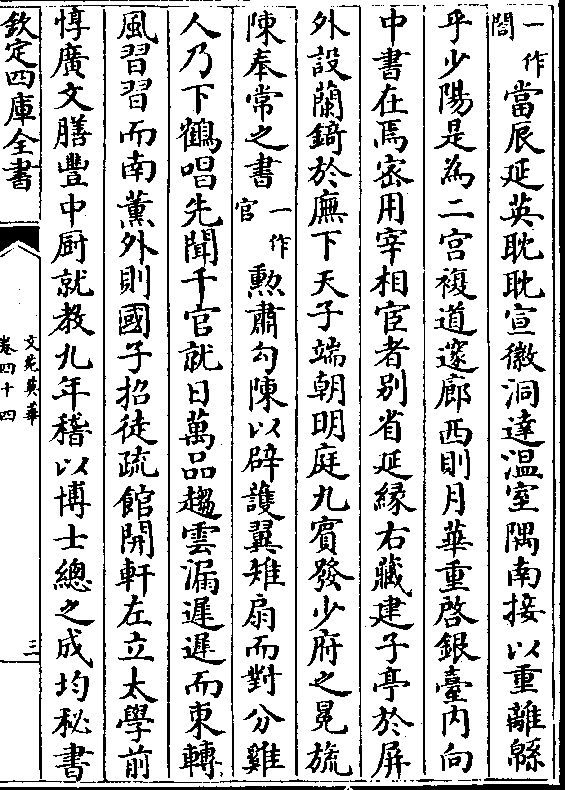 一作閤當扆延英耽耽宣徽洞達温室隅南接以重離緜
乎少陽是為二宮複道邃廊西則月華重啓銀臺内向
中書在焉宻用宰相宦者别省延縁右藏建子亭於屏
外設蘭錡於廡下天子端朝明庭九賓發少府之冕旒
陳奉常之書一作官勲肅勾陳以辟護翼雉扇而對分雞
人乃下鶴唱先聞千官就日萬品趨雲漏遲遲而東轉
風習習而南薫外則國子招徒疏館開軒左立太學前
惇廣文膳豐中厨就教九年稽以博士總之成均秘書
欽定四庫全書
文苑英華
卷四十四
三